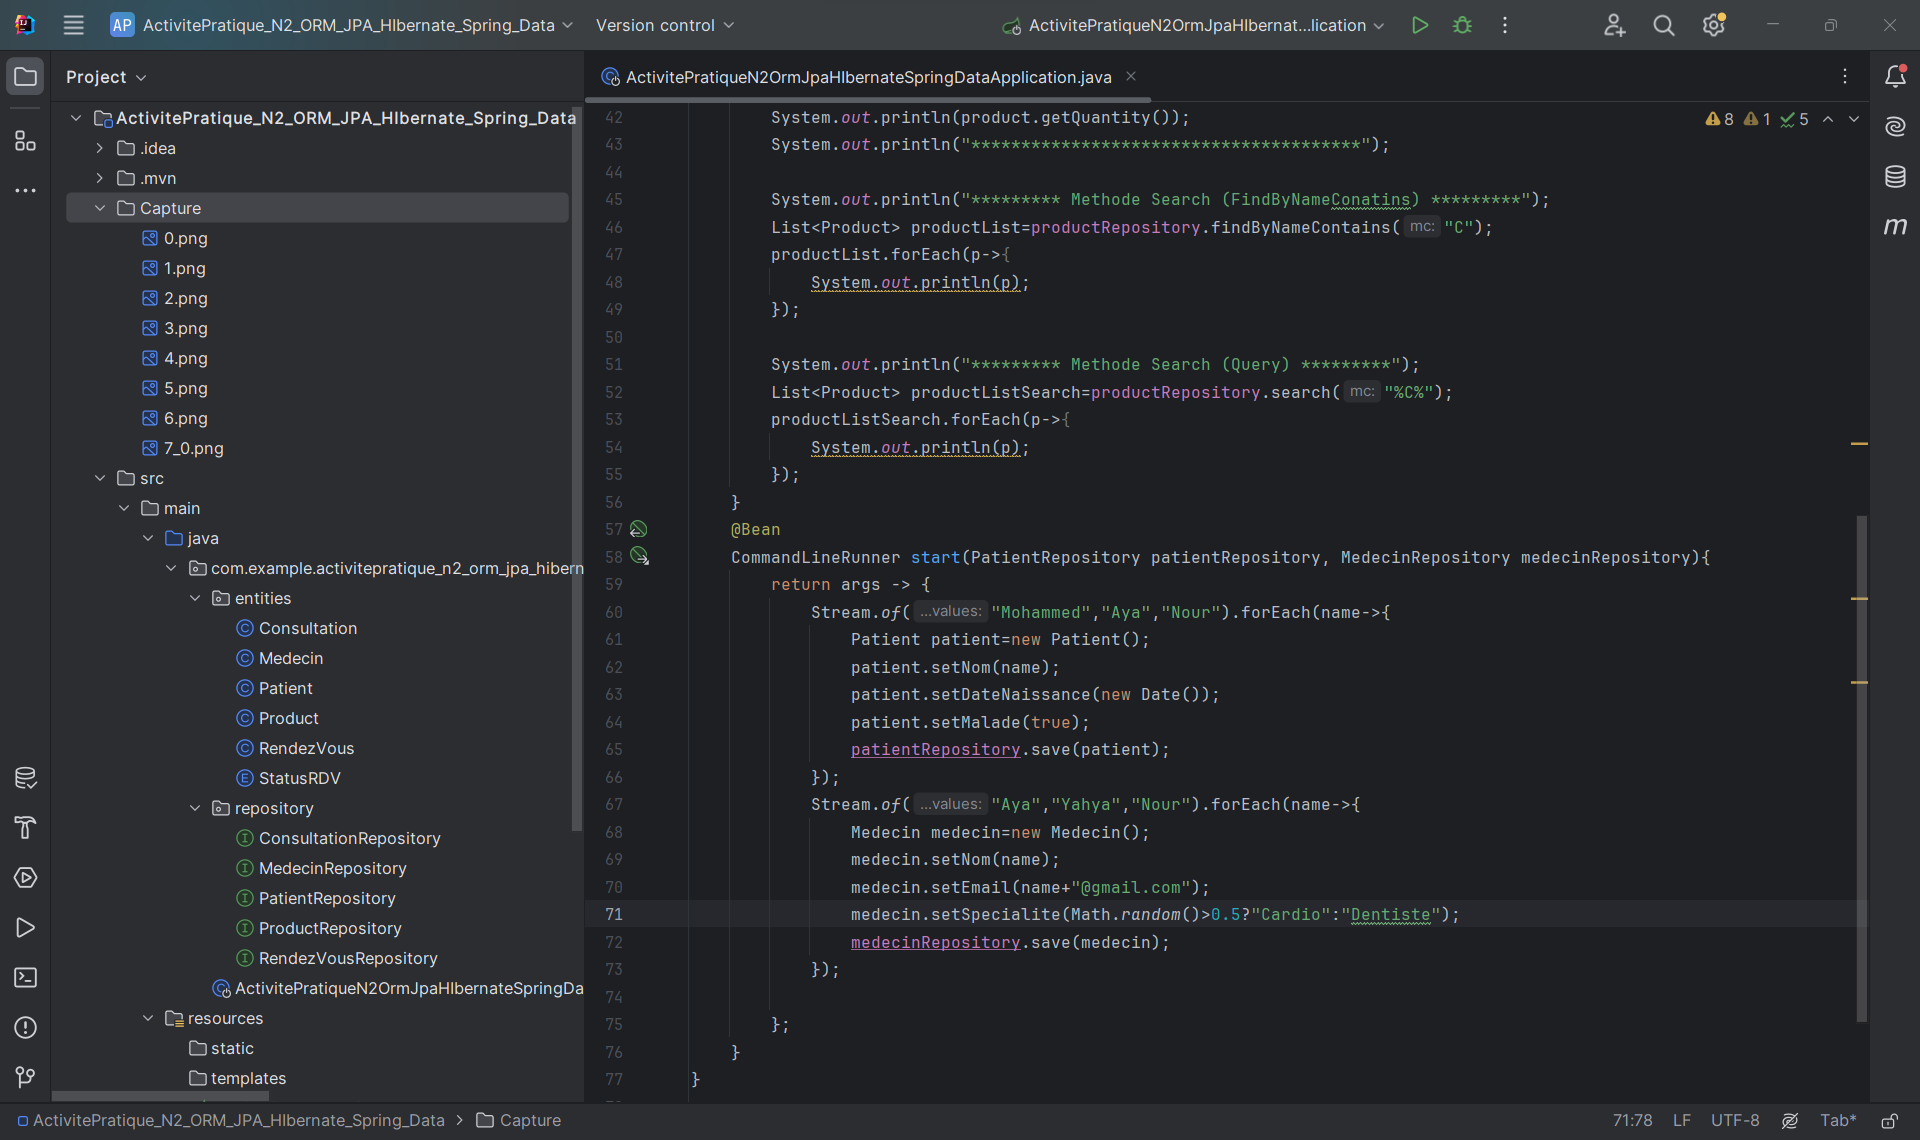 AP ActivitePratique_N2_ORM_JPA_HIbernate_Spring_Data Version control ActivitePratiqueN2OrmJpaHIbernat...lication
Project
ActivitePratique_N2_ORM_JPA_HIbernate_Spring_Data
.idea
.mvn
Capture
0.png
1.png
2.png
3.png
4.png
5.png
6.png
7_0.png
src
main
java
com.example.activitepratique_n2_orm_jpa_hibern
entities
Consultation
Medecin
Patient
Product
RendezVous
StatusRDV
repository
ConsultationRepository
MedecinRepository
PatientRepository
ProductRepository
RendezVousRepository
ActivitePratiqueN2OrmJpaHIbernateSpringDa
resources
static
templates
ActivitePratiqueN2OrmJpaHIbernateSpringDataApplication.java
8 1 5
42 System.out.println(product.getQuantity());
43 System.out.println("***************************************");
44
45 System.out.println("********* Methode Search (FindByNameConatins) *********");
46 List<Product> productList=productRepository.findByNameContains( mc: "C");
47 productList.forEach(p->{
48 System.out.println(p);
49 });
50
51 System.out.println("********* Methode Search (Query) *********");
52 List<Product> productListSearch=productRepository.search( mc: "%C%");
53 productListSearch.forEach(p->{
54 System.out.println(p);
55 });
56 }
57 @Bean
58 CommandLineRunner start(PatientRepository patientRepository, MedecinRepository medecinRepository){
59 return args -> {
60 Stream.of( ...values: "Mohammed","Aya","Nour").forEach(name->{
61 Patient patient=new Patient();
62 patient.setNom(name);
63 patient.setDateNaissance(new Date());
64 patient.setMalade(true);
65 patientRepository.save(patient);
66 });
67 Stream.of( ...values: "Aya","Yahya","Nour").forEach(name->{
68 Medecin medecin=new Medecin();
69 medecin.setNom(name);
70 medecin.setEmail(name+"@gmail.com");
71 medecin.setSpecialite(Math.random()>0.5?"Cardio":"Dentiste");
72 medecinRepository.save(medecin);
73 });
74
75 };
76 }
77 }
m
ActivitePratique_N2_ORM_JPA_HIbernate_Spring_Data > Capture
71:78 LF UTF-8 Tab*